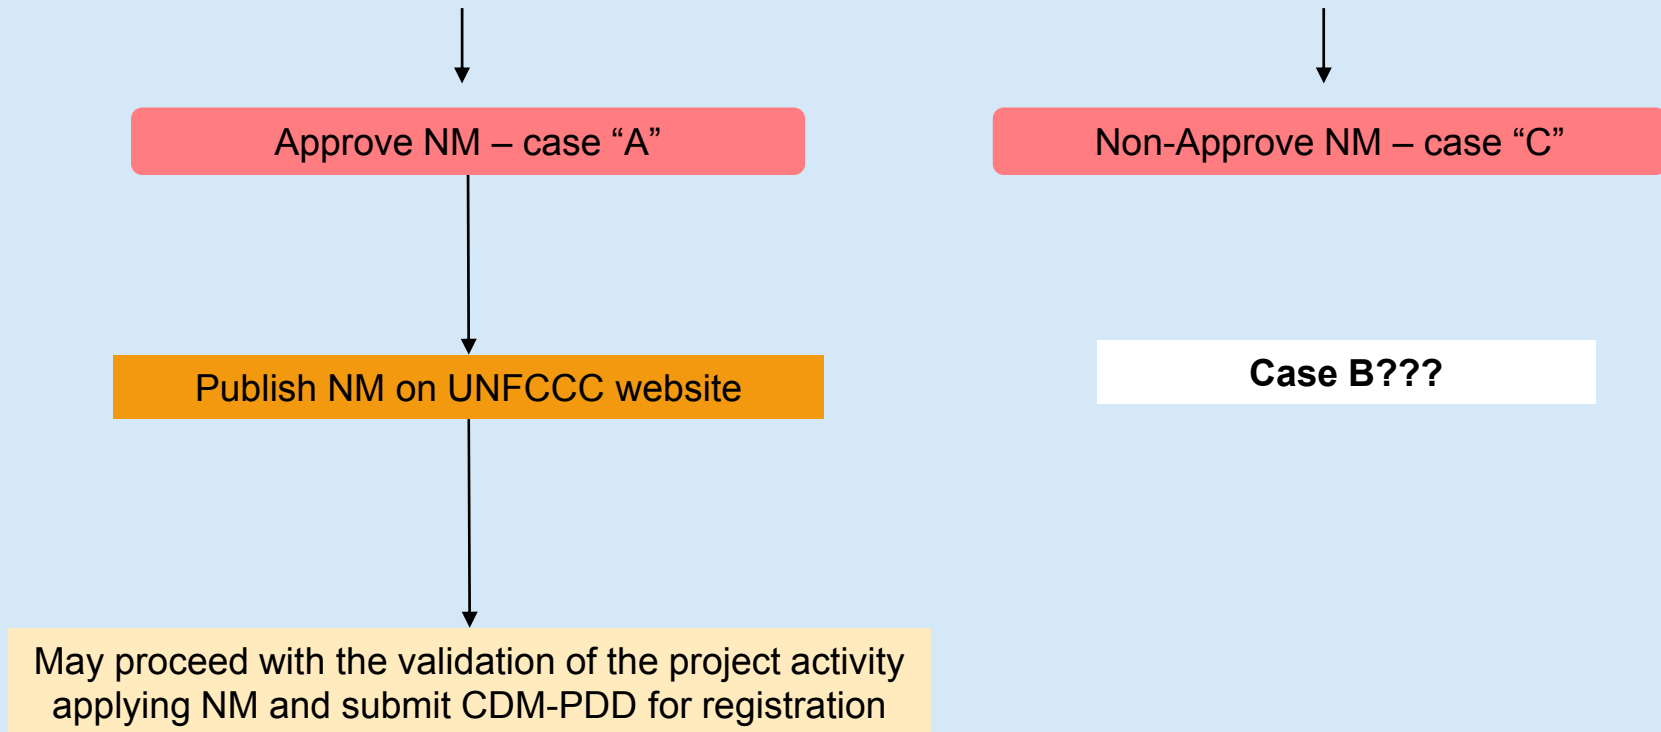 Approve NM – case “A”
Non-Approve NM – case “C”
Publish NM on UNFCCC website
Case B???
May proceed with the validation of the project activity
applying NM and submit CDM-PDD for registration